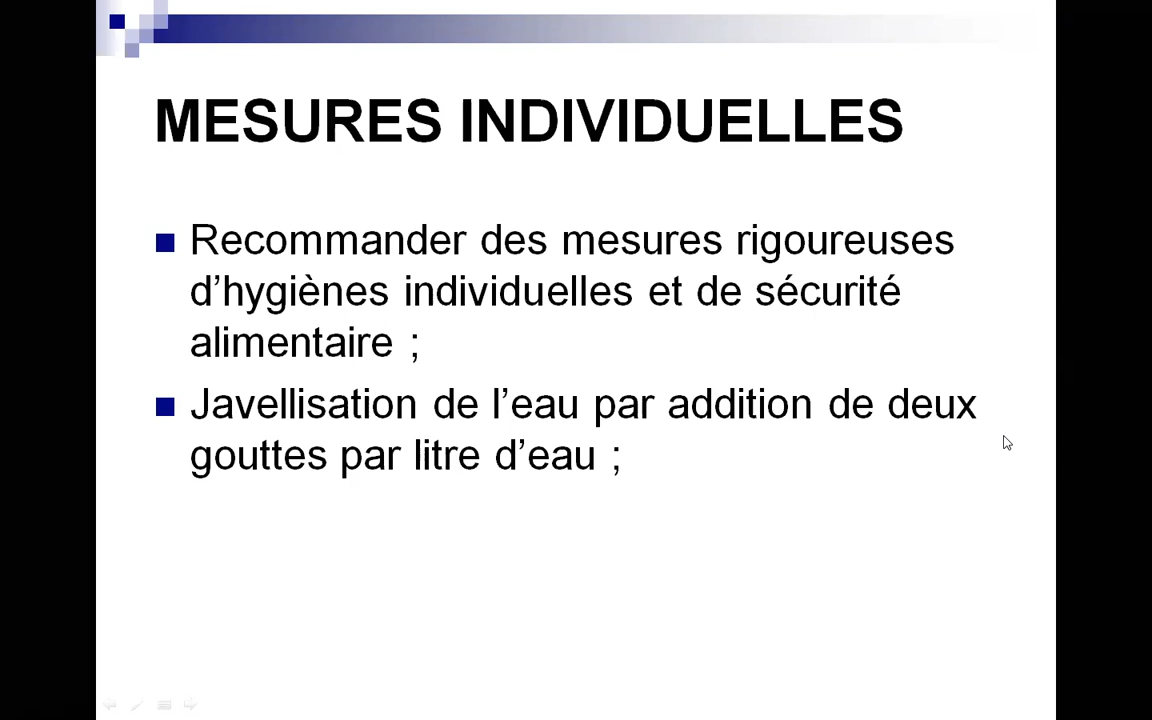 MESURES INDIVIDUELLES
Recommander des mesures rigoureuses
d’hygiènes individuelles et de sécurité
alimentaire ;
Javellisation de l’eau par addition de deux
gouttes par litre d’eau ;